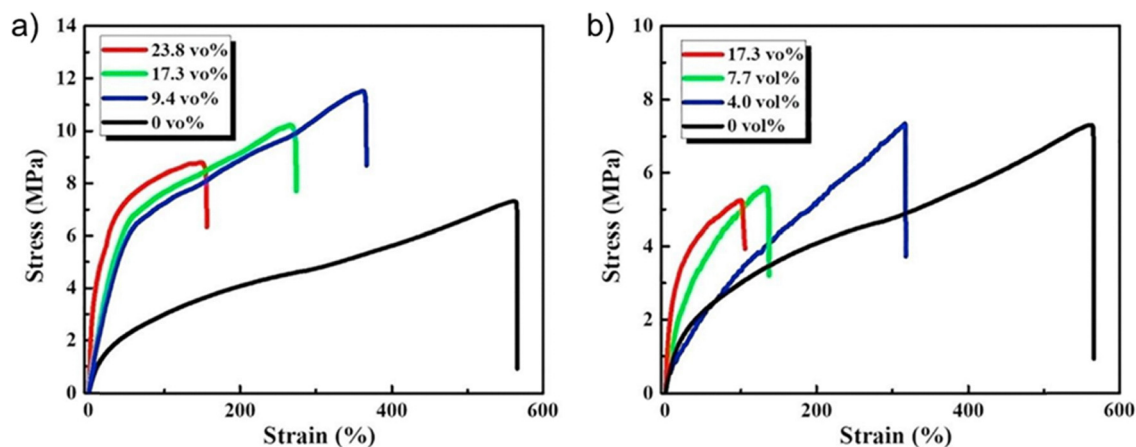 a)
14
12
10
8
6
4
2
0
Stress (MPa)
23.8 vo%
17.3 vo%
9.4 vo%
0 vo%
0
200
400
600
Strain (%)
b)
10
8
6
4
2
0
Stress (MPa)
17.3 vo%
7.7 vol%
4.0 vol%
0 vol%
0
200
400
600
Strain (%)